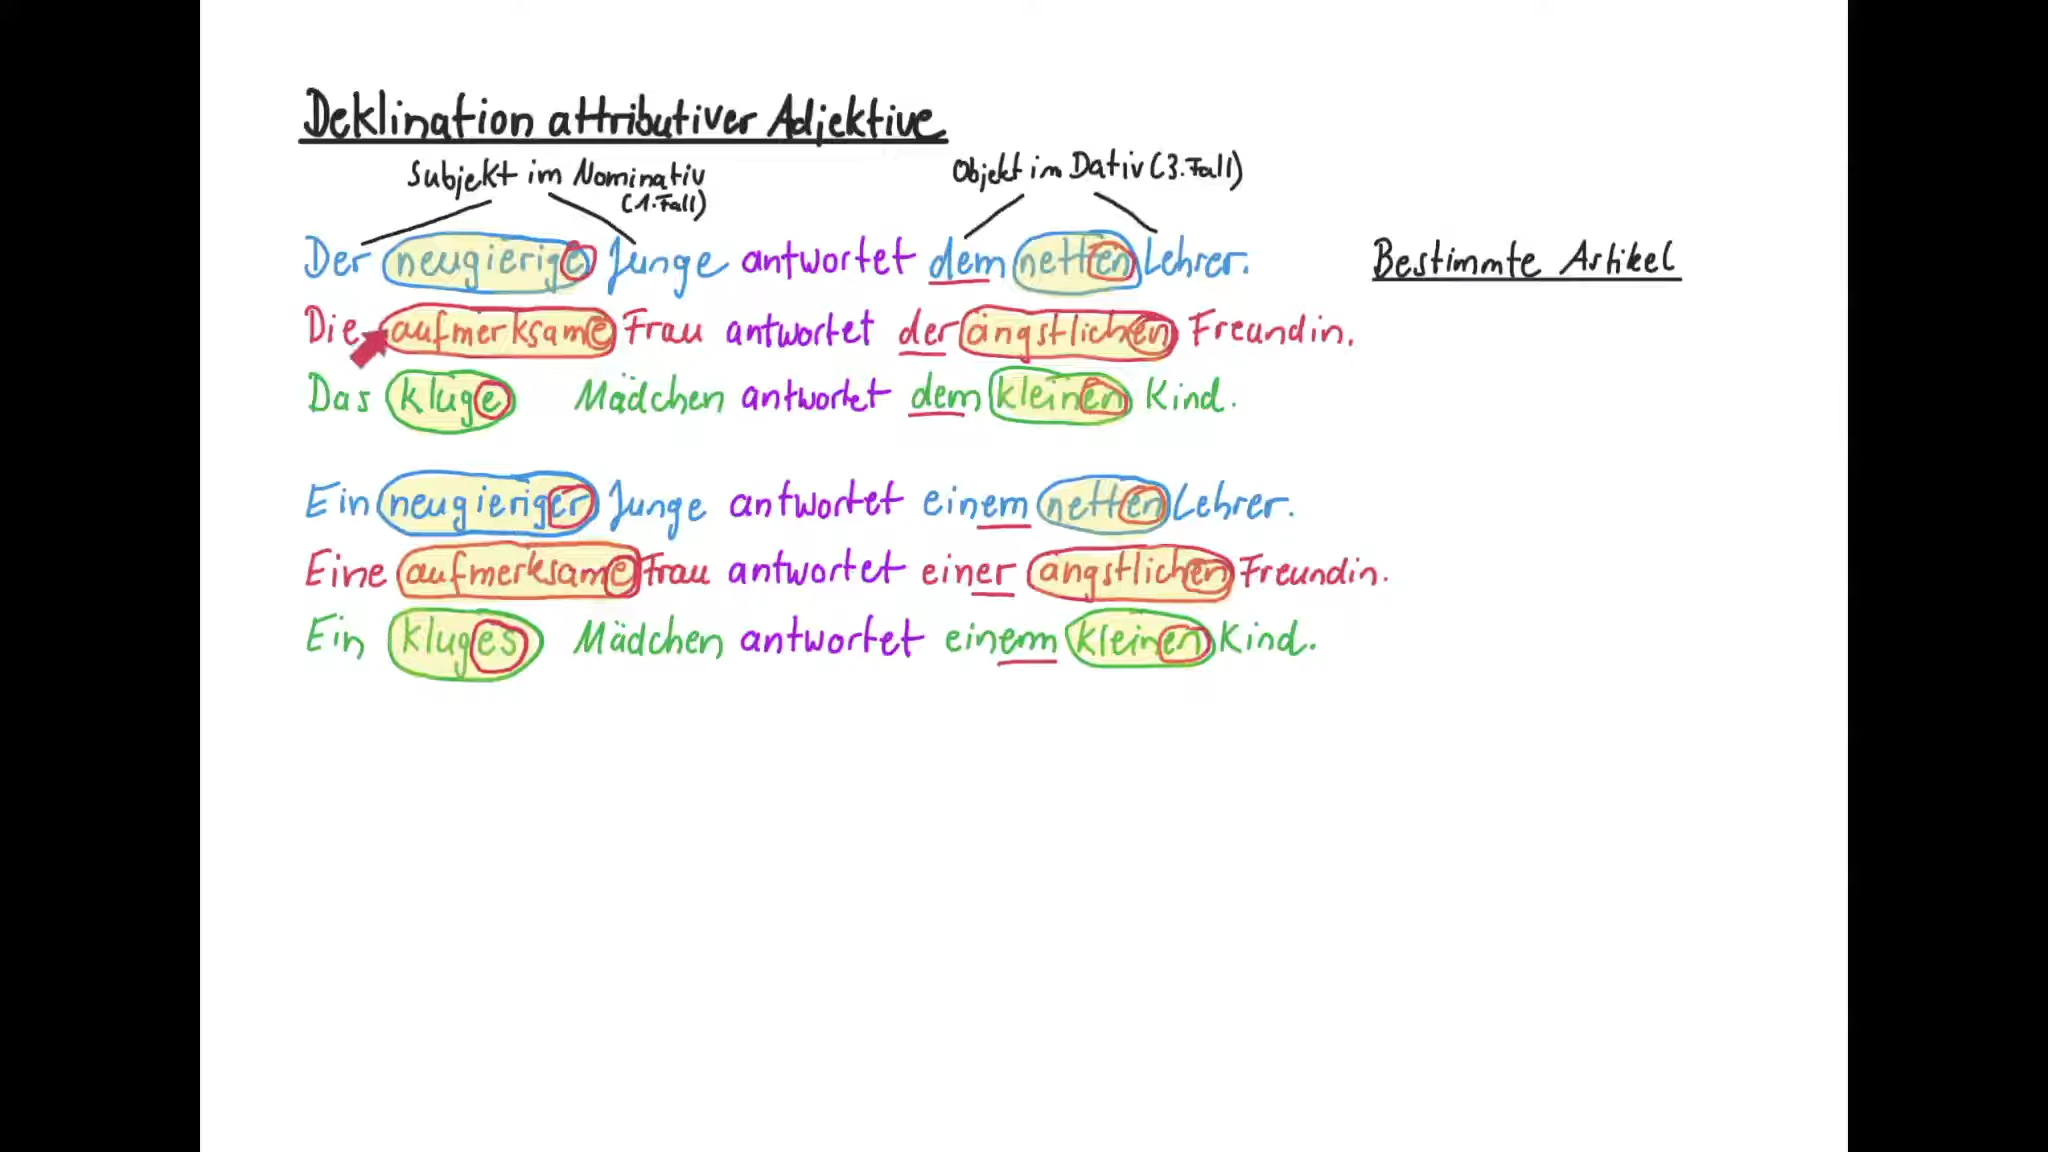 Deklination attributiver Adjektive
Subjekt im Nominativ
(1. Fall)
Objekt im Dativ (3. Fall)
Der neugierige Junge antwortet dem netten Lehrer.
Bestimmte Artikel
Die aufmerksame Frau antwortet der ängstlichen Freundin.
Das kluge Mädchen antwortet dem kleinen Kind.
Ein neugieriger Junge antwortet einem netten Lehrer.
Eine aufmerksame Frau antwortet einer ängstlichen Freundin.
Ein kluges Mädchen antwortet einem kleinen Kind.